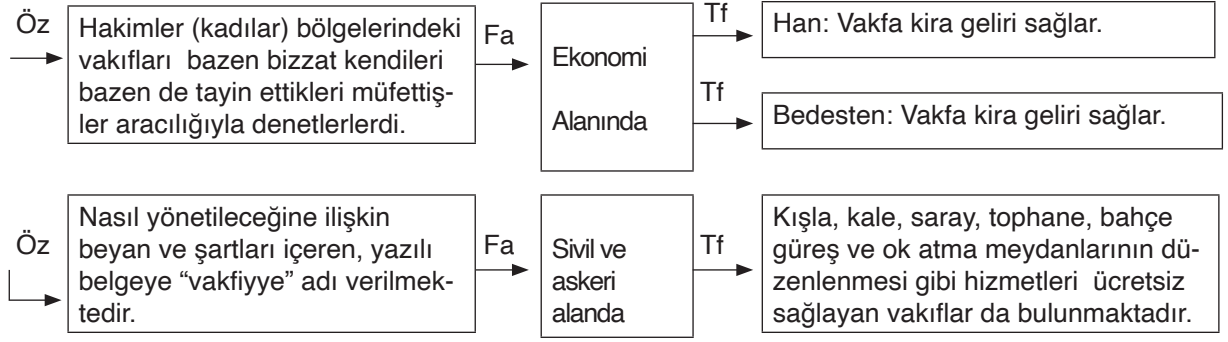 Öz
Hakimler (kadılar) bölgelerindeki
vakıfları bazen bizzat kendileri
bazen de tayin ettikleri müfettiş-
ler aracılığıyla denetlerlerdi.
Fa
Ekonomi
Alanında
Tf
Han: Vakfa kira geliri sağlar.
Tf
Bedesten: Vakfa kira geliri sağlar.
Öz
Nasıl yönetileceğine ilişkin
beyan ve şartları içeren, yazılı
belgeye “vakfiyye” adı verilmek-
tedir.
Fa
Sivil ve
askeri
alanda
Tf
Kışla, kale, saray, tophane, bahçe
güreş ve ok atma meydanlarının dü-
zenlenmesi gibi hizmetleri ücretsiz
sağlayan vakıflar da bulunmaktadır.